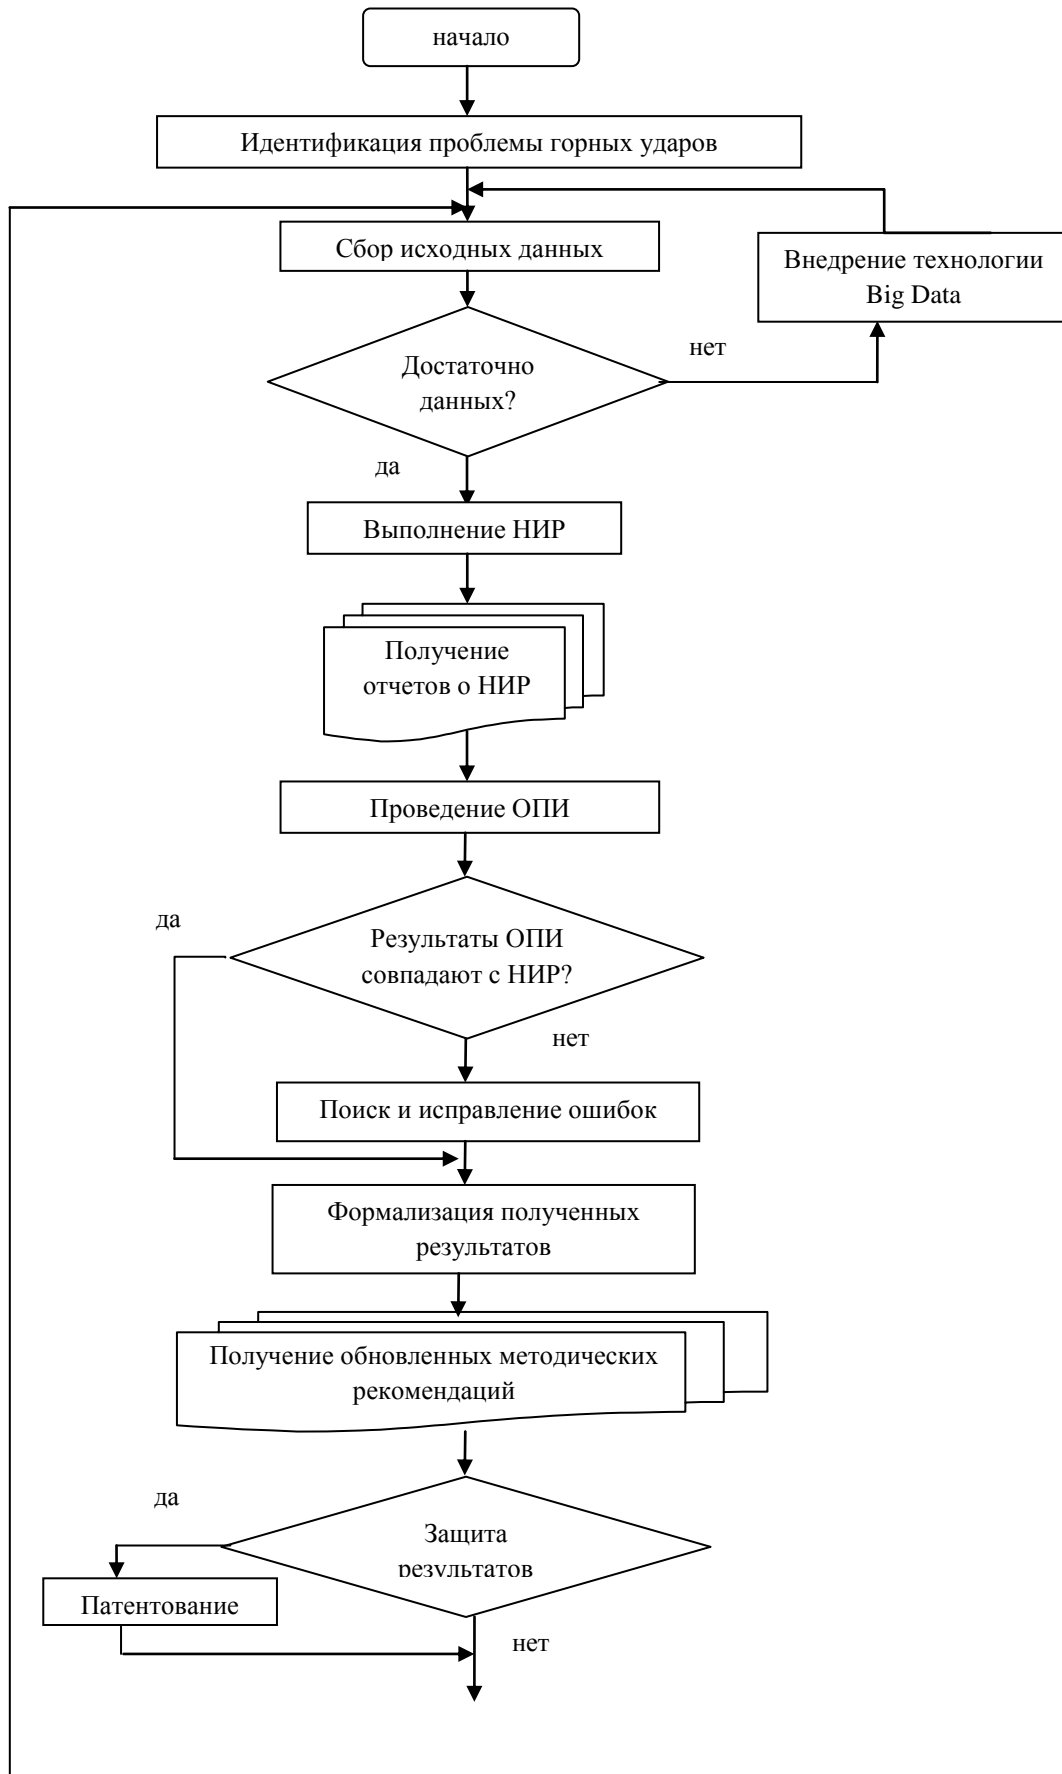 начало
Идентификация проблемы горных ударов
Сбор исходных данных
Внедрение технологии
Big Data
нет
Достаточно
данных?
да
Выполнение НИР
Получение
отчетов о НИР
Проведение ОПИ
да
Результаты ОПИ
совпадают с НИР?
нет
Поиск и исправление ошибок
Формализация полученных
результатов
Получение обновленных методических
рекомендаций
да
Защита
результатов
Патентование
нет